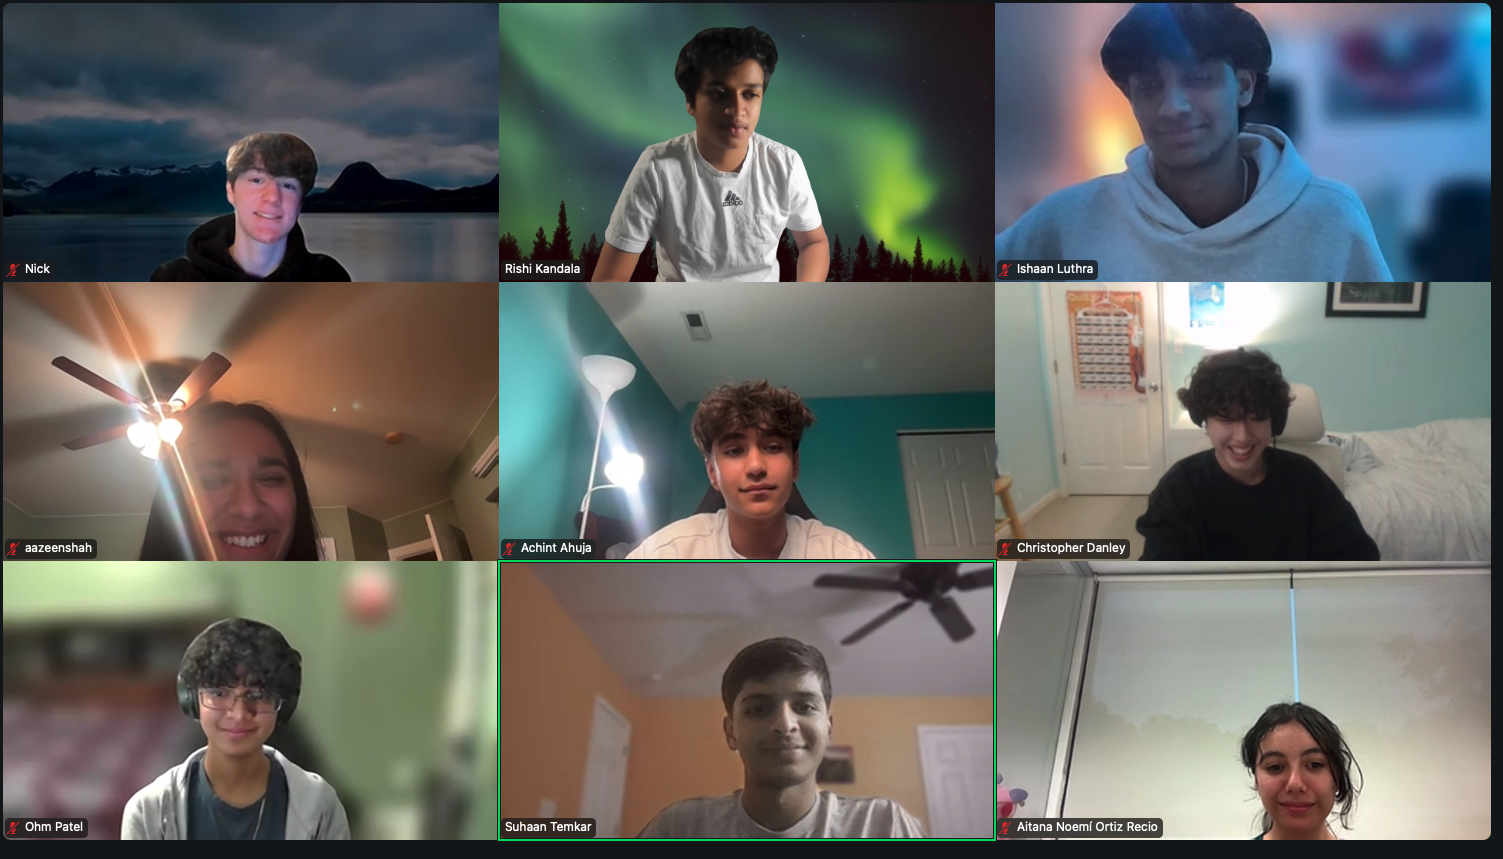 Nick
Rishi Kandala
Ishaan Luthra
aazeenshah
Achint Ahuja
Christopher Danley
Ohm Patel
Suhaan Temkar
Aitana Noemí Ortiz Recio